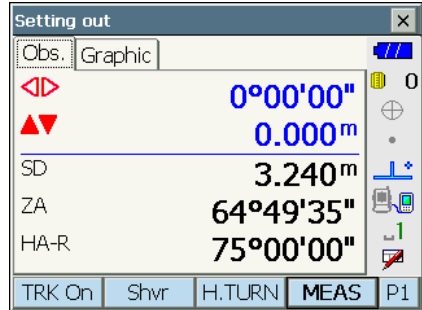 Setting out
Obs. Graphic
0
0°00'00"
0.000m
SD 3.240m
ZA 64°49'35"
HA-R 75°00'00"
1
TRK On Shvr H.TURN MEAS P1